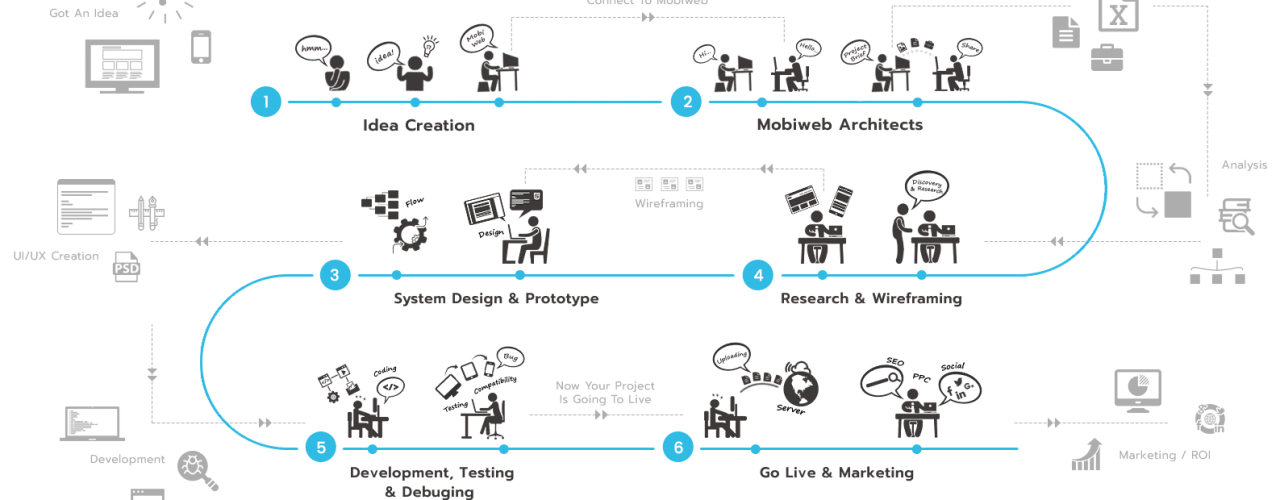 Connect To Mobiweb
Got An Idea
X
hmm...
idea!
Mobi
Web
Hi...
Hello...
Project
Brief
Share
1
2
Idea Creation
Mobiweb Architects
Analysis
Flow
Design
Wireframing
Discovery
& Research
UI/UX Creation
PSD
3
4
System Design & Prototype
Research & Wireframing
Coding
</>
Bug
Compatibility
Testing
Now Your Project
Is Going To Live
Uploading
Server
SEO
PPC
Social
f
G+
in
5
6
Development
Marketing / ROI
Development, Testing
& Debuging
Go Live & Marketing